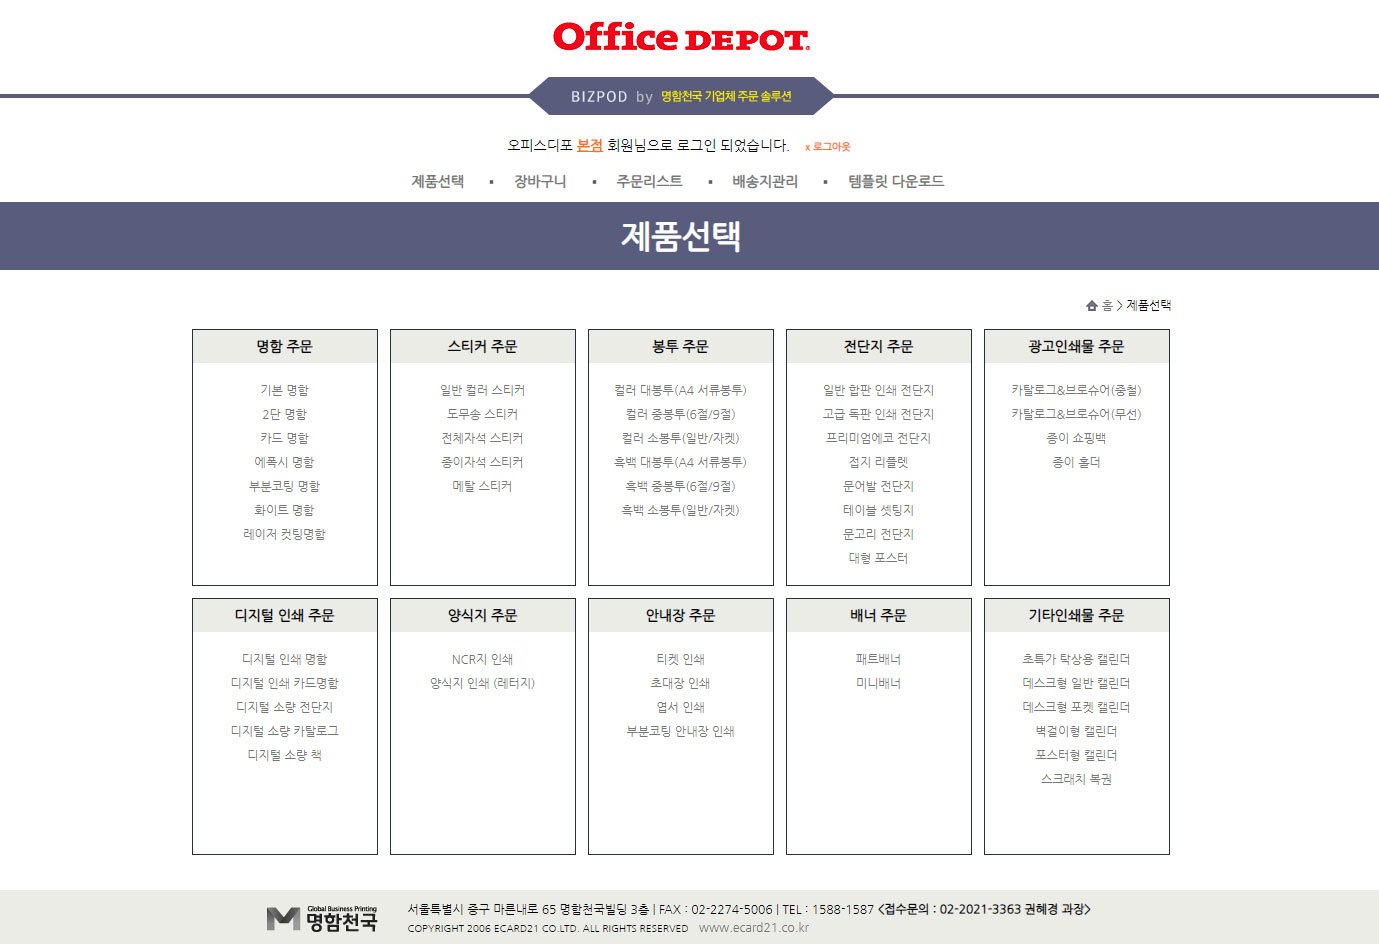 Office DEPOT.
BIZPOD by 명함천국 기업체 주문 솔루션
오피스디포 본점 회원님으로 로그인 되었습니다. x 로그아웃
제품선택 ▪ 장바구니 ▪ 주문리스트 ▪ 배송지관리 ▪ 템플릿 다운로드
제품선택
홈 > 제품선택
명함 주문
기본 명함
2단 명함
카드 명함
에폭시 명함
부분코팅 명함
화이트 명함
레이저 컷팅명함
스티커 주문
일반 컬러 스티커
도무송 스티커
전체자석 스티커
종이자석 스티커
메탈 스티커
봉투 주문
컬러 대봉투(A4 서류봉투)
컬러 중봉투(6절/9절)
컬러 소봉투(일반/자켓)
흑백 대봉투(A4 서류봉투)
흑백 중봉투(6절/9절)
흑백 소봉투(일반/자켓)
전단지 주문
일반 합판 인쇄 전단지
고급 독판 인쇄 전단지
프리미엄에코 전단지
접지 리플렛
문어발 전단지
테이블 셋팅지
문고리 전단지
대형 포스터
광고인쇄물 주문
카탈로그&브로슈어(중철)
카탈로그&브로슈어(무선)
종이 쇼핑백
종이 홀더
디지털 인쇄 주문
디지털 인쇄 명함
디지털 인쇄 카드명함
디지털 소량 전단지
디지털 소량 카탈로그
디지털 소량 책
양식지 주문
NCR지 인쇄
양식지 인쇄 (레터지)
안내장 주문
티켓 인쇄
초대장 인쇄
엽서 인쇄
부분코팅 안내장 인쇄
배너 주문
패트배너
미니배너
기타인쇄물 주문
초특가 탁상용 캘린더
데스크형 일반 캘린더
데스크형 포켓 캘린더
벽걸이형 캘린더
포스터형 캘린더
스크래치 복권
Global Business Printing
명함천국
서울특별시 중구 마른내로 65 명함천국빌딩 3층 | FAX : 02-2274-5006 | TEL : 1588-1587 <접수문의 : 02-2021-3363 권혜경 과장>
COPYRIGHT 2006 ECARD21 CO.LTD. ALL RIGHTS RESERVED www.ecard21.co.kr